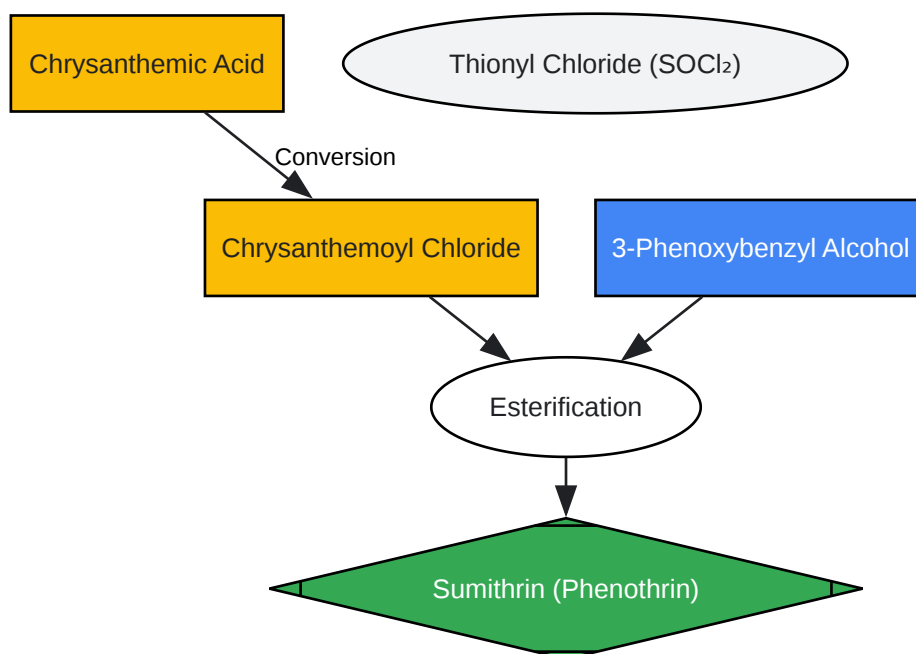 Chrysanthemic Acid
Thionyl Chloride (SOCl₂)
Conversion
Chrysanthemoyl Chloride
3-Phenoxybenzyl Alcohol
Esterification
Sumithrin (Phenothrin)